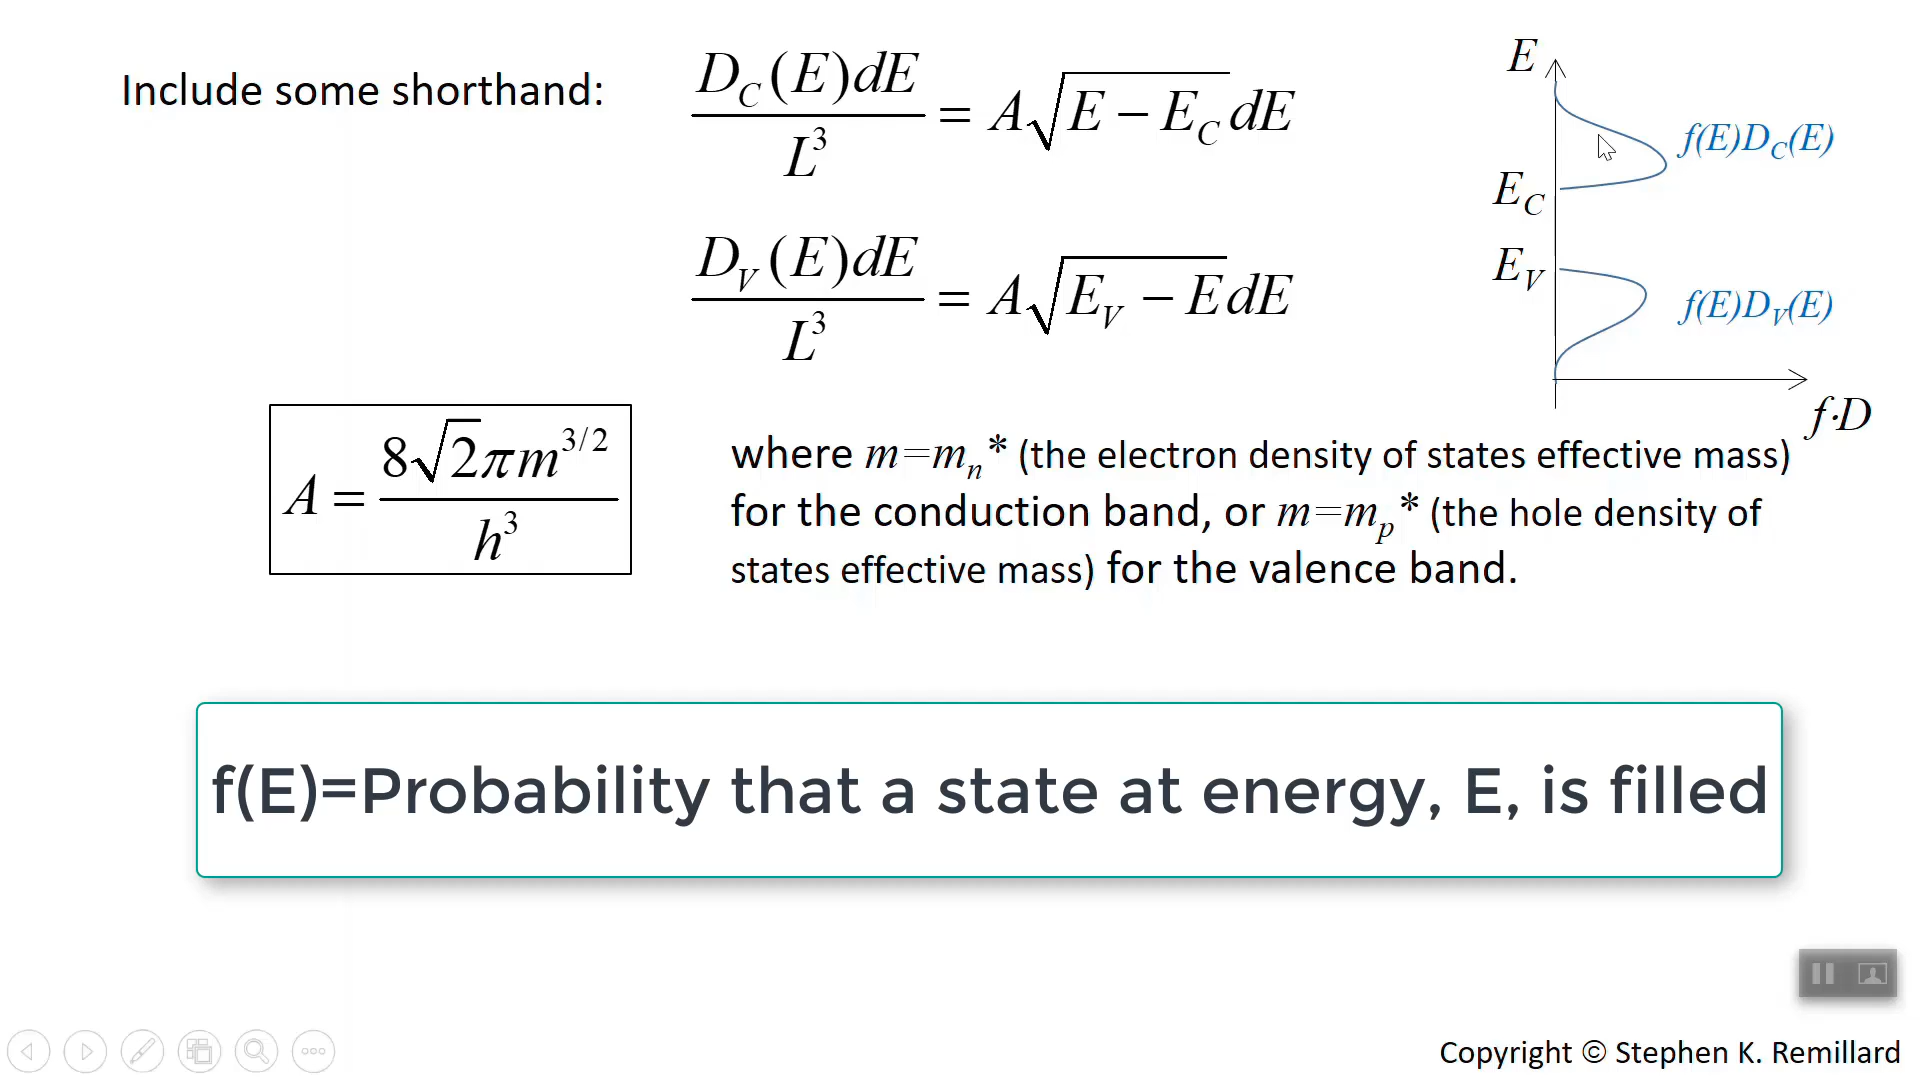 Include some shorthand:
D_C(E)dE / L^3 = A√(E − E_C) dE
D_V(E)dE / L^3 = A√(E_V − E) dE
E
f(E)D_C(E)
E_C
E_V
f(E)D_V(E)
f·D
A = 8√2πm^{3/2} / h^3
where m=m_n* (the electron density of states effective mass)
for the conduction band, or m=m_p* (the hole density of
states effective mass) for the valence band.
f(E)=Probability that a state at energy, E, is filled
Copyright © Stephen K. Remillard